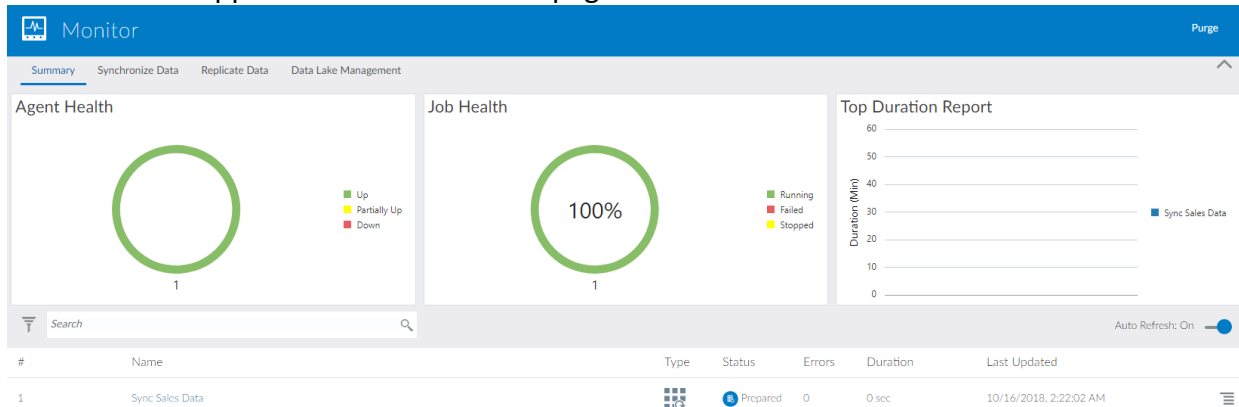 Monitor
Purge
Summary Synchronize Data Replicate Data Data Lake Management
Agent Health
Up
Partially Up
Down
1
Job Health
100%
Running
Failed
Stopped
1
Top Duration Report
Duration (Min)
60
50
40
30
20
10
0
Sync Sales Data
Search
Auto Refresh: On
# Name Type Status Errors Duration Last Updated
1 Sync Sales Data Prepared 0 0 sec 10/16/2018, 2:22:02 AM